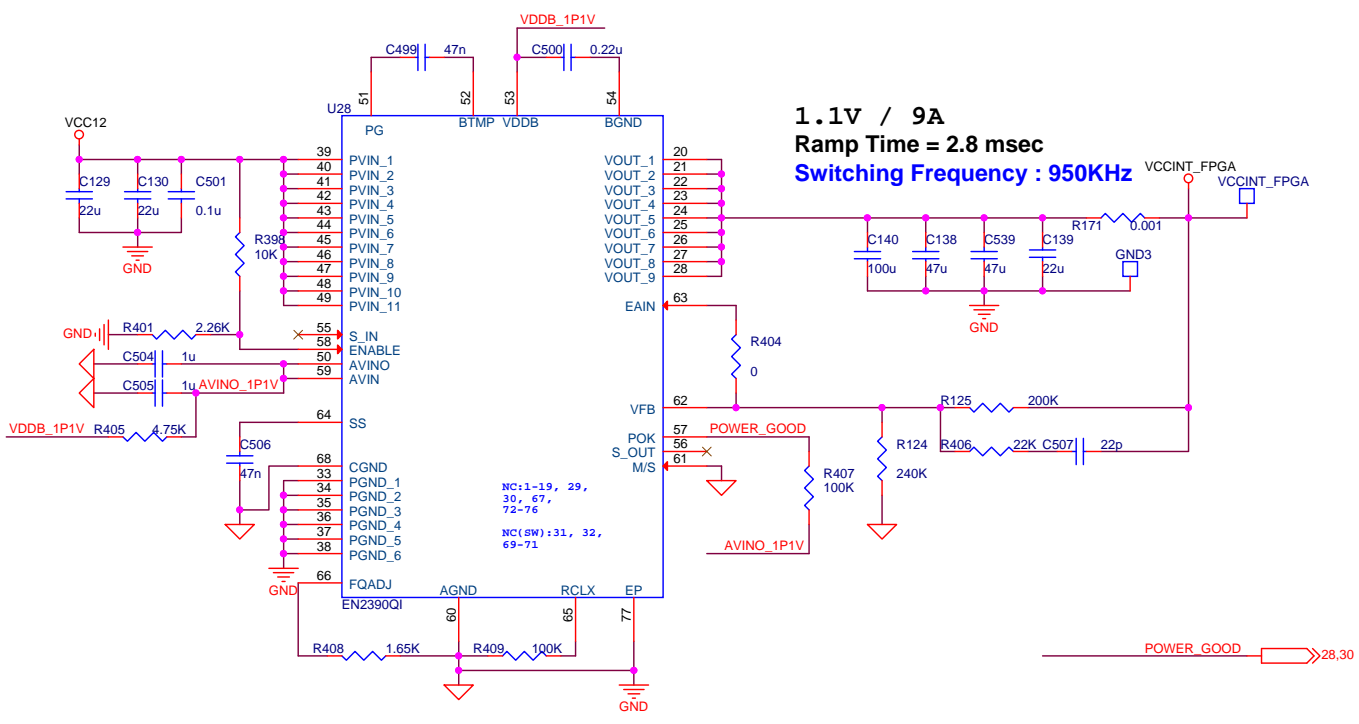 VDDB_1P1V
C499 47n
C500 0.22u
51
52
53
54
U28
PG
BTMP
VDDB
BGND
1.1V / 9A
Ramp Time = 2.8 msec
Switching Frequency : 950KHz
VCC12
VCCINT_FPGA
VCCINT_FPGA
C129
22u
C130
22u
C501
0.1u
R398
10K
GND
39 PVIN_1
40 PVIN_2
41 PVIN_3
42 PVIN_4
43 PVIN_5
44 PVIN_6
45 PVIN_7
46 PVIN_8
47 PVIN_9
48 PVIN_10
49 PVIN_11
VOUT_1 20
VOUT_2 21
VOUT_3 22
VOUT_4 23
VOUT_5 24
VOUT_6 25
VOUT_7 26
VOUT_8 27
VOUT_9 28
R171 0.001
C140
100u
C138
47u
C539
47u
C139
22u
GND3
GND
EAIN 63
GND R401 2.26K
55 S_IN
58 ENABLE
50 AVINO
59 AVIN
C504 1u
C505 1u AVINO_1P1V
R404
0
VDDB_1P1V R405 4.75K
64 SS
C506
47n
VFB 62
R125 200K
POK 57 POWER_GOOD
S_OUT 56
M/S 61
R124
240K
R406 22K C507 22p
R407
100K
AVINO_1P1V
68 CGND
33 PGND_1
34 PGND_2
35 PGND_3
36 PGND_4
37 PGND_5
38 PGND_6
GND
NC:1-19, 29,
30, 67,
72-76
NC(SW):31, 32,
69-71
66 FQADJ
AGND
RCLX
EP
EN2390QI
60
65
77
R408 1.65K
R409 100K
GND
POWER_GOOD 28,30